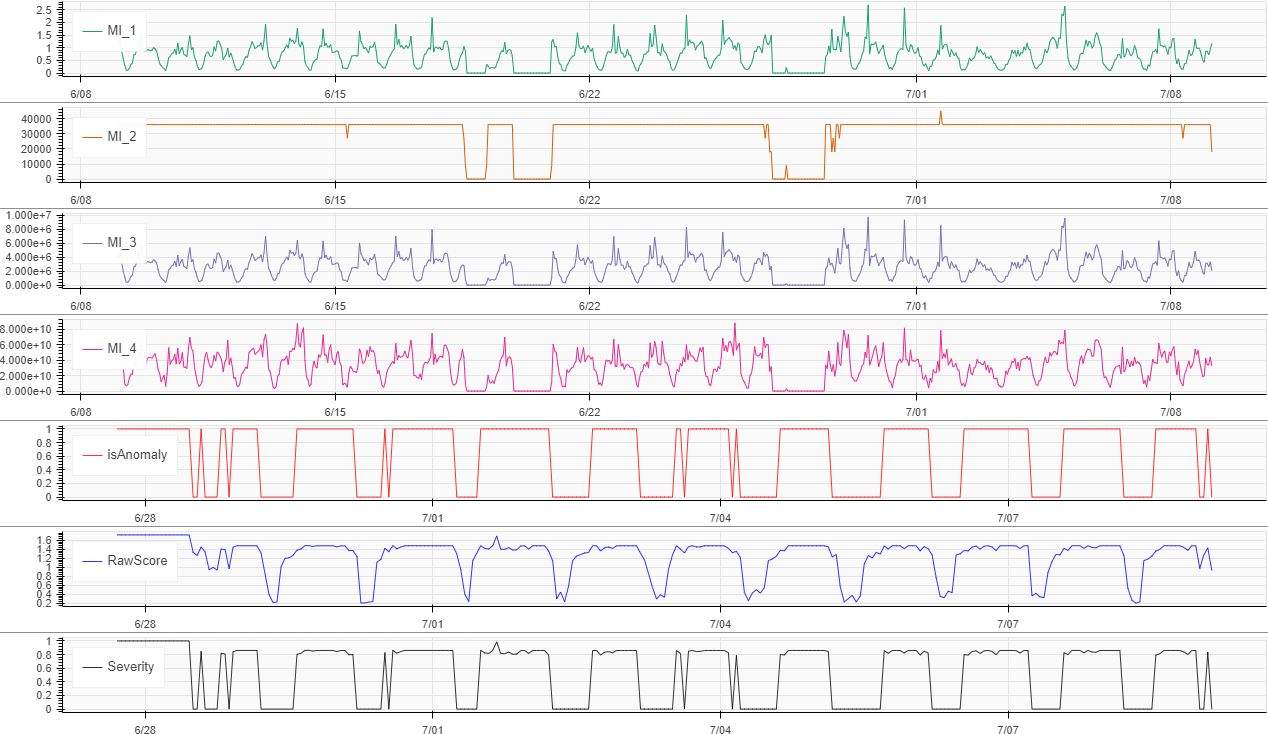 2.5
2
1.5
1
0.5
0
MI_1
6/08 6/15 6/22 7/01 7/08
40000
30000
20000
10000
0
MI_2
6/08 6/15 6/22 7/01 7/08
1.000e+7
8.000e+6
6.000e+6
4.000e+6
2.000e+6
0.000e+0
MI_3
6/08 6/15 6/22 7/01 7/08
8.000e+10
6.000e+10
4.000e+10
2.000e+10
0.000e+0
MI_4
6/08 6/15 6/22 7/01 7/08
1
0.8
0.6
0.4
0.2
0
isAnomaly
6/28 7/01 7/04 7/07
1.6
1.4
1.2
1
0.8
0.6
0.4
0.2
RawScore
6/28 7/01 7/04 7/07
1
0.8
0.6
0.4
0.2
0
Severity
6/28 7/01 7/04 7/07